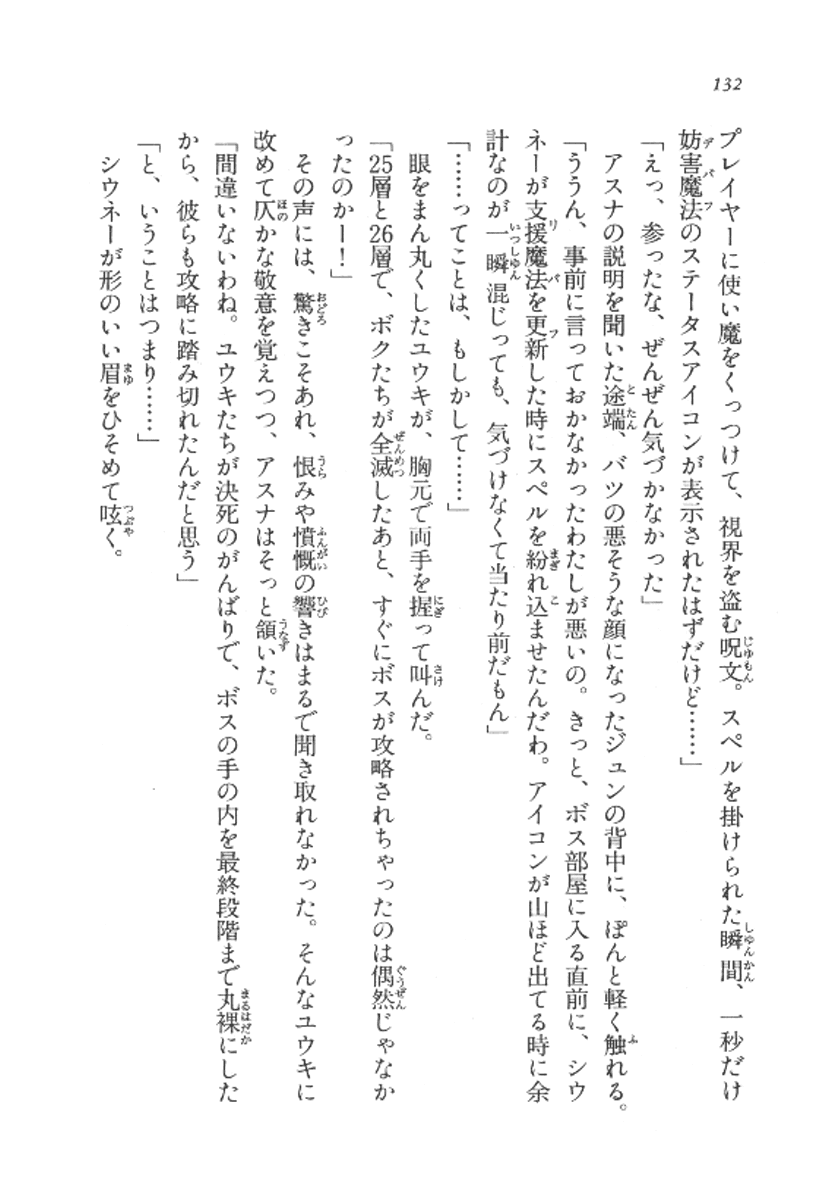 132
プレイヤーに使い魔をくっつけて、視界を盗む呪文。スペルを掛けられた瞬間、一秒だけ
妨害魔法のステータスアイコンが表示されたはずだけど……」
「えっ、参ったな、ぜんぜん気づかなかった」
アスナの説明を聞いた途端、バツの悪そうな顔になったジュンの背中に、ぽんと軽く触れる。
「ううん、事前に言っておかなかったわたしが悪いの。きっと、ボス部屋に入る直前に、シウ
ネーが支援魔法を更新した時にスペルを紛れ込ませたんだわ。アイコンが山ほど出てる時に余
計なのが一瞬混じっても、気づけなくて当たり前だもん」
「……ってことは、もしかして……」
眼をまん丸くしたユウキが、胸元で両手を握って叫んだ。
「25層と26層で、ボクたちが全滅したあと、すぐにボスが攻略されちゃったのは偶然じゃなか
ったのかー！」
その声には、驚きこそあれ、恨みや憤慨の響きはまるで聞き取れなかった。そんなユウキに
改めて仄かな敬意を覚えつつ、アスナはそっと頷いた。
「間違いないわね。ユウキたちが決死のがんばりで、ボスの手の内を最終段階まで丸裸にした
から、彼らも攻略に踏み切れたんだと思う」
「と、いうことはつまり……」
シウネーが形のいい眉をひそめて呟く。